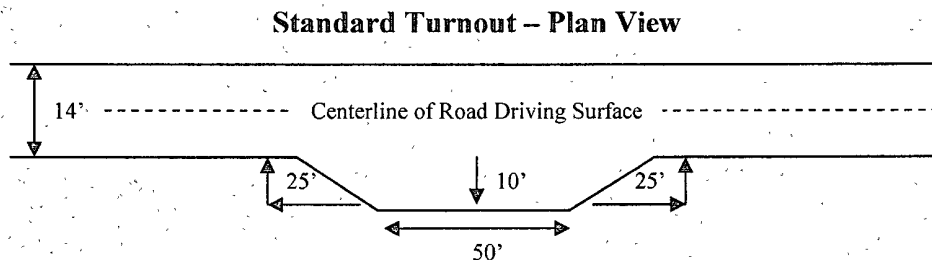 Standard Turnout – Plan View
14’
Centerline of Road Driving Surface
25’
10’
25’
50’